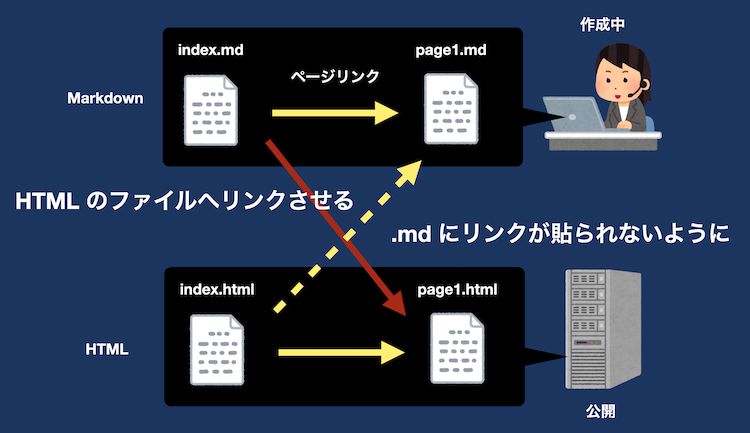 作成中
index.md
page1.md
ページリンク
Markdown
HTML のファイルへリンクさせる
.md にリンクが貼られないように
index.html
page1.html
HTML
公開